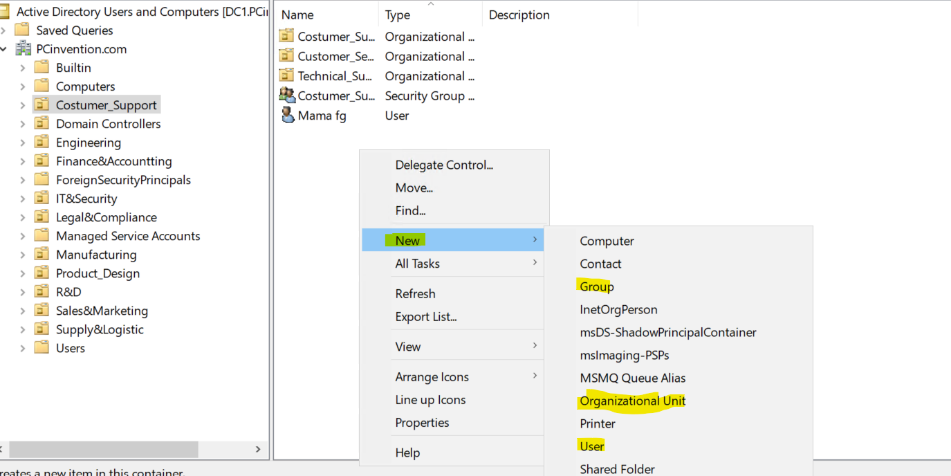 Active Directory Users and Computers [DC1.PCin
Saved Queries
PCinvention.com
Builtin
Computers
Costumer_Support
Domain Controllers
Engineering
Finance&Accountting
ForeignSecurityPrincipals
IT&Security
Legal&Compliance
Managed Service Accounts
Manufacturing
Product_Design
R&D
Sales&Marketing
Supply&Logistic
Users
Name Type Description
Costumer_Su... Organizational ...
Customer_Se... Organizational ...
Technical_Su... Organizational ...
Costumer_Su... Security Group ...
Mama fg User
Delegate Control...
Move...
Find...
New
All Tasks
Refresh
Export List...
View
Arrange Icons
Line up Icons
Properties
Help
Computer
Contact
Group
InetOrgPerson
msDS-ShadowPrincipalContainer
msImaging-PSPs
MSMQ Queue Alias
Organizational Unit
Printer
User
Shared Folder
reates a new item in this container.